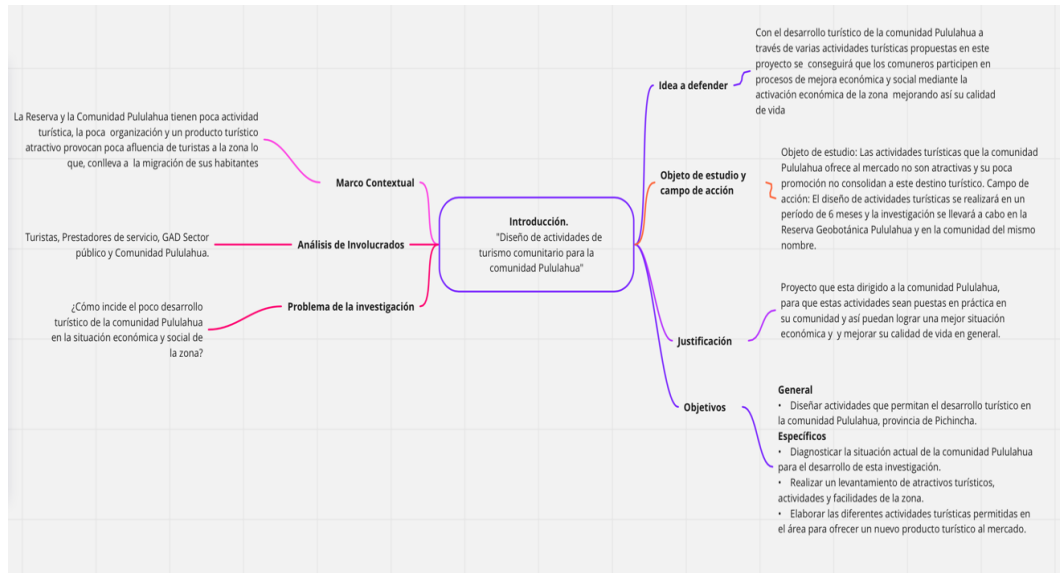 Introducción.
"Diseño de actividades de
turismo comunitario para la
comunidad Pululahua"
Marco Contextual
La Reserva y la Comunidad Pululahua tienen poca actividad
turística, la poca organización y un producto turístico
atractivo provocan poca afluencia de turistas a la zona lo
que, conlleva a la migración de sus habitantes
Análisis de Involucrados
Turistas, Prestadores de servicio, GAD Sector
público y Comunidad Pululahua.
Problema de la investigación
¿Cómo incide el poco desarrollo
turístico de la comunidad Pululahua
en la situación económica y social de
la zona?
Idea a defender
Con el desarrollo turístico de la comunidad Pululahua a
través de varias actividades turísticas propuestas en este
proyecto se conseguirá que los comuneros participen en
procesos de mejora económica y social mediante la
activación económica de la zona mejorando así su calidad
de vida
Objeto de estudio y
campo de acción
Objeto de estudio: Las actividades turísticas que la comunidad
Pululahua ofrece al mercado no son atractivas y su poca
promoción no consolidan a este destino turístico. Campo de
acción: El diseño de actividades turísticas se realizará en un
período de 6 meses y la investigación se llevará a cabo en la
Reserva Geobotánica Pululahua y en la comunidad del mismo
nombre.
Justificación
Proyecto que esta dirigido a la comunidad Pululahua,
para que estas actividades sean puestas en práctica en
su comunidad y así puedan lograr una mejor situación
económica y y mejorar su calidad de vida en general.
Objetivos
General
• Diseñar actividades que permitan el desarrollo turístico en
la comunidad Pululahua, provincia de Pichincha.
Específicos
• Diagnosticar la situación actual de la comunidad Pululahua
para el desarrollo de esta investigación.
• Realizar un levantamiento de atractivos turísticos,
actividades y facilidades de la zona.
• Elaborar las diferentes actividades turísticas permitidas en
el área para ofrecer un nuevo producto turístico al mercado.